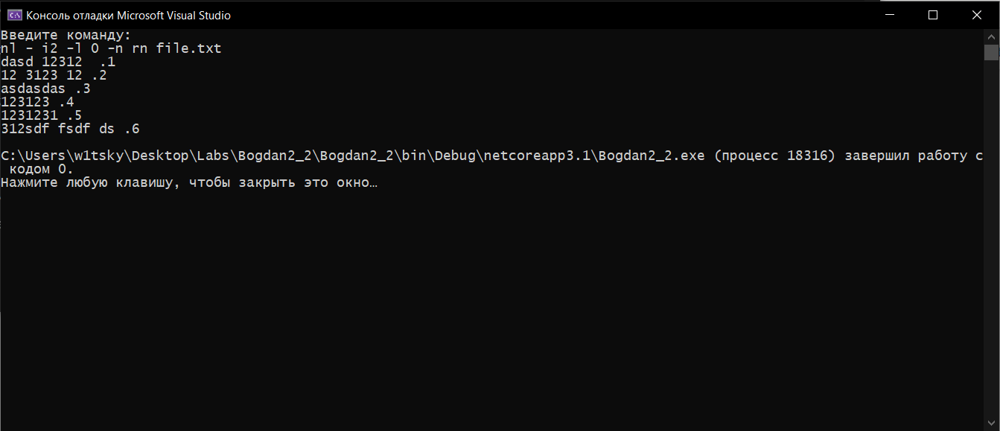 Консоль отладки Microsoft Visual Studio
Введите команду:
nl - i2 -l 0 -n rn file.txt
dasd 12312  .1
12 3123 12 .2
asdasdas .3
123123 .4
1231231 .5
312sdf fsdf ds .6
C:\Users\w1tsky\Desktop\Labs\Bogdan2_2\Bogdan2_2\bin\Debug\netcoreapp3.1\Bogdan2_2.exe (процесс 18316) завершил работу с
 кодом 0.
Нажмите любую клавишу, чтобы закрыть это окно…